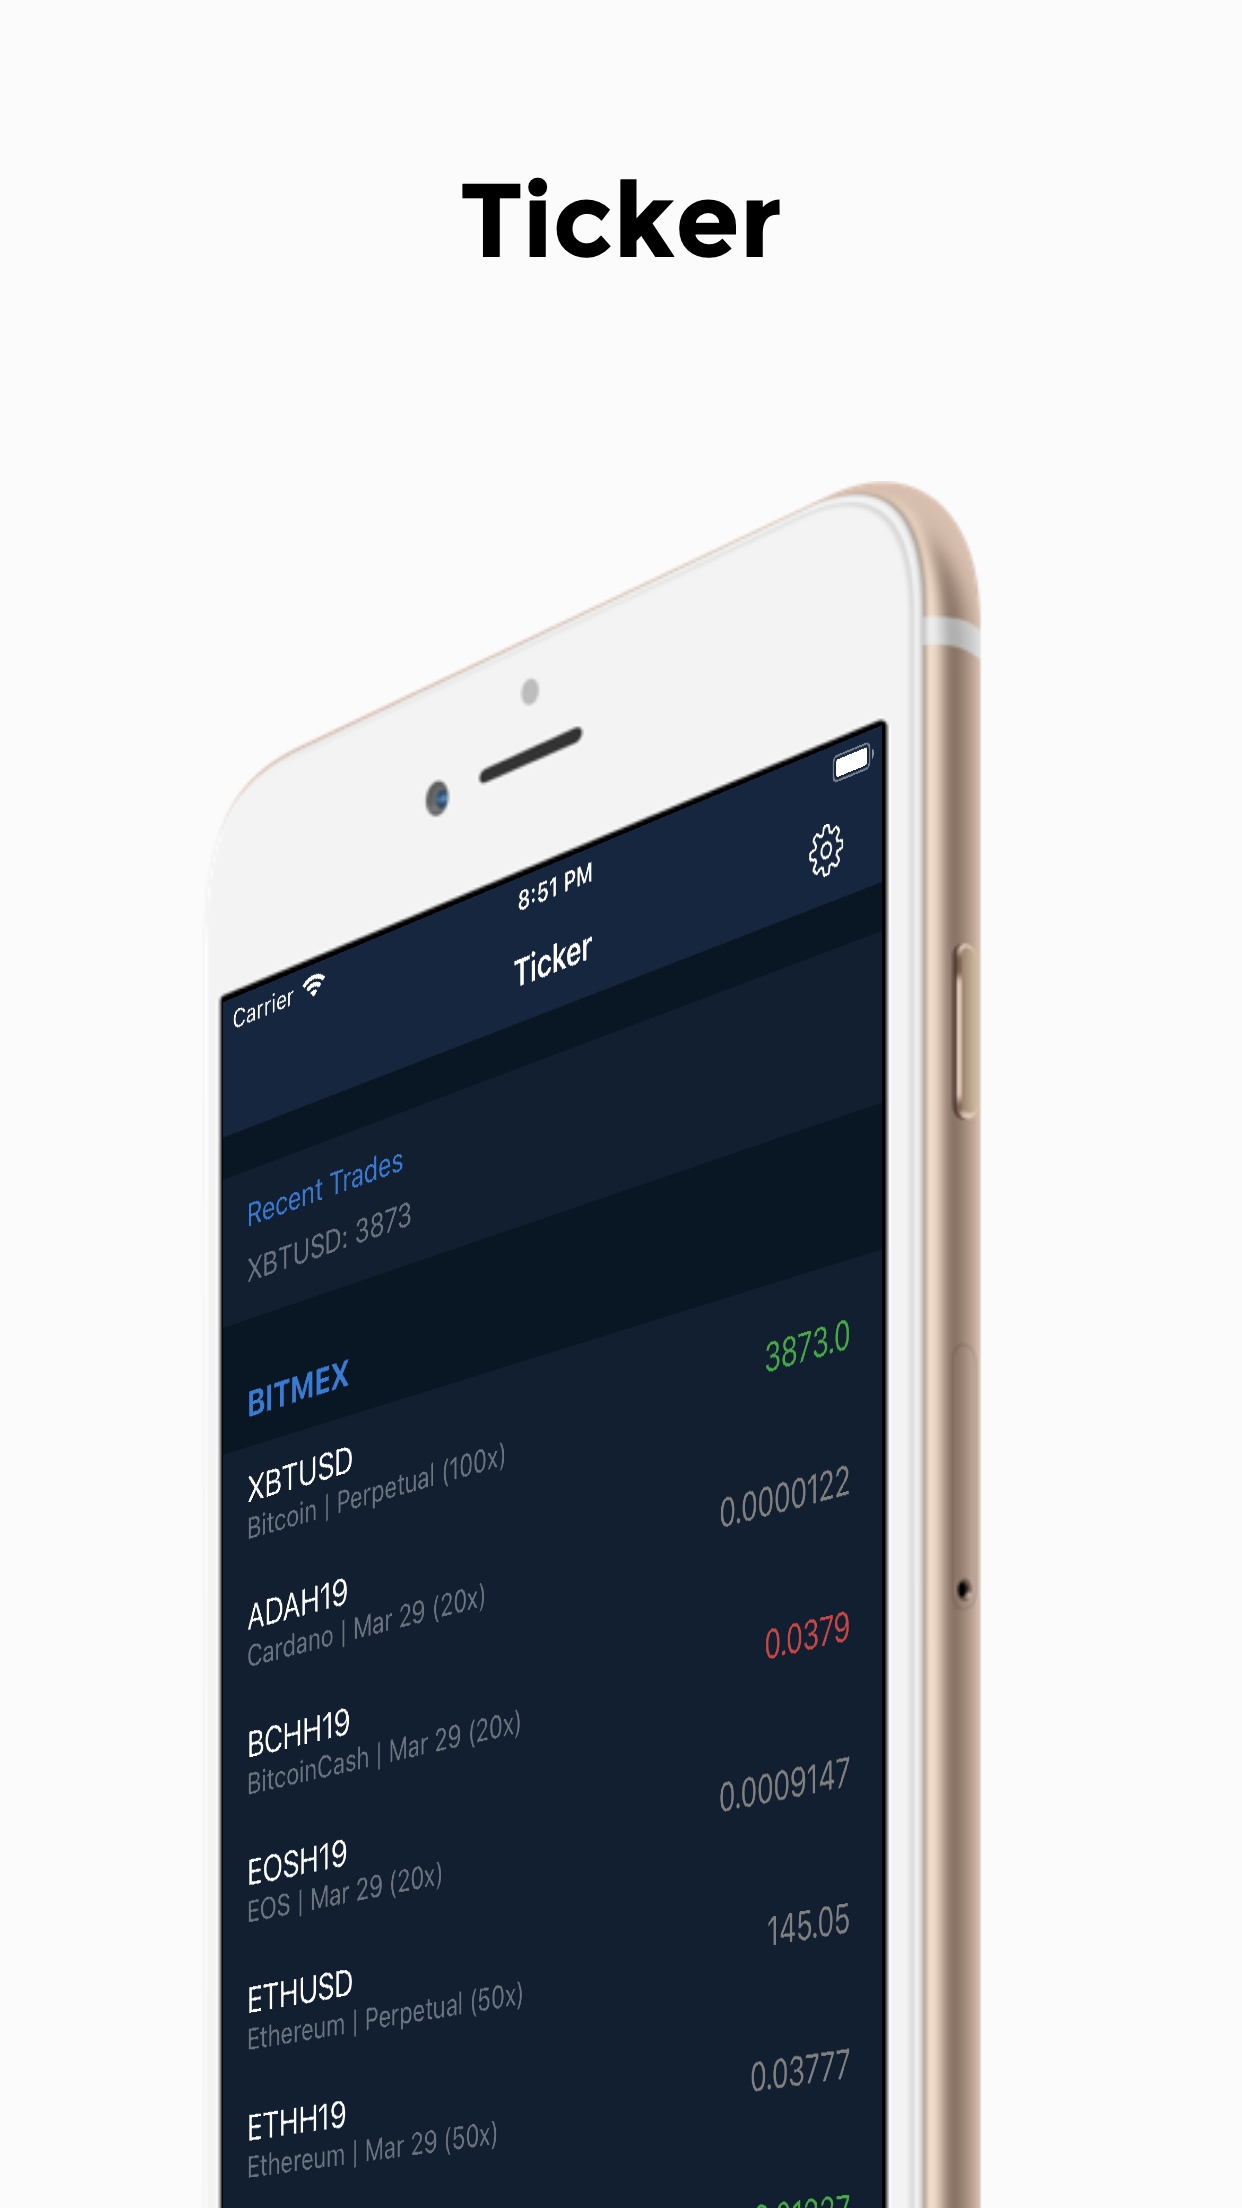 Ticker
Carrier 8:51 PM
Ticker
Recent Trades
XBTUSD: 3873
BITMEX
XBTUSD 3873.0
Bitcoin | Perpetual (100x)
ADAH19 0.0000122
Cardano | Mar 29 (20x)
BCHH19 0.0379
BitcoinCash | Mar 29 (20x)
EOSH19 0.0009147
EOS | Mar 29 (20x)
ETHUSD 145.05
Ethereum | Perpetual (50x)
ETHH19 0.03777
Ethereum | Mar 29 (50x)